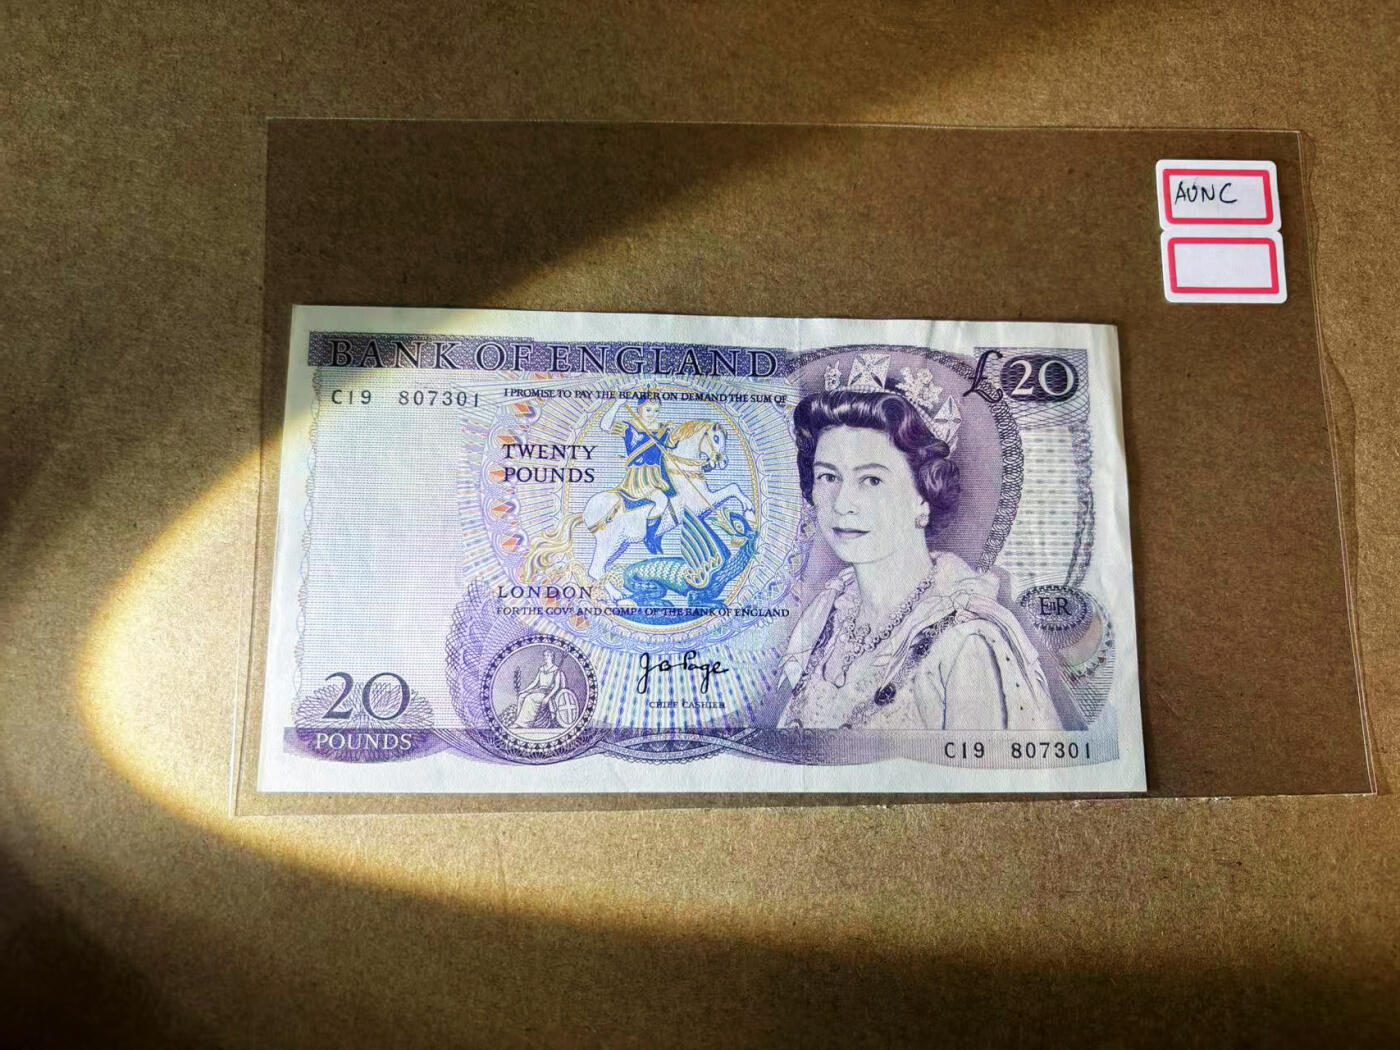 AUNC
BANK OF ENGLAND
£20
C19 807301
I PROMISE TO PAY THE BEARER ON DEMAND THE SUM OF
TWENTY
POUNDS
LONDON
FOR THE GOVR AND COMPA OF THE BANK OF ENGLAND
EIIR
J B Page
CHIEF CASHIER
20
POUNDS
C19 807301